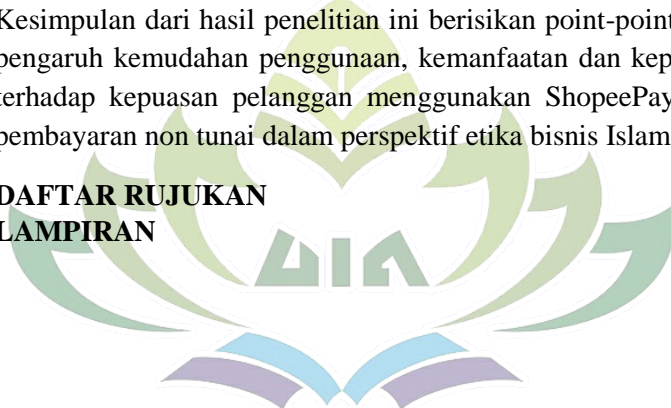 Kesimpulan dari hasil penelitian ini berisikan point-point
pengaruh kemudahan penggunaan, kemanfaatan dan kep
terhadap kepuasan pelanggan menggunakan ShopeePay
pembayaran non tunai dalam perspektif etika bisnis Islam
DAFTAR RUJUKAN
LAMPIRAN
UIN